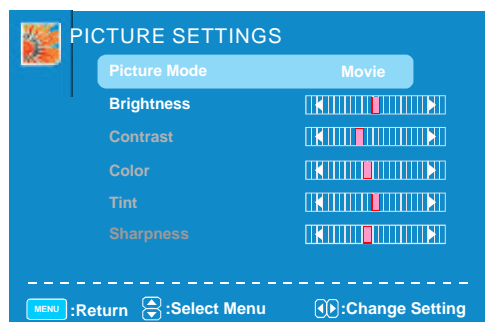 PICTURE SETTINGS
Picture Mode Movie
Brightness
Contrast
Color
Tint
Sharpness
MENU :Return :Select Menu :Change Setting